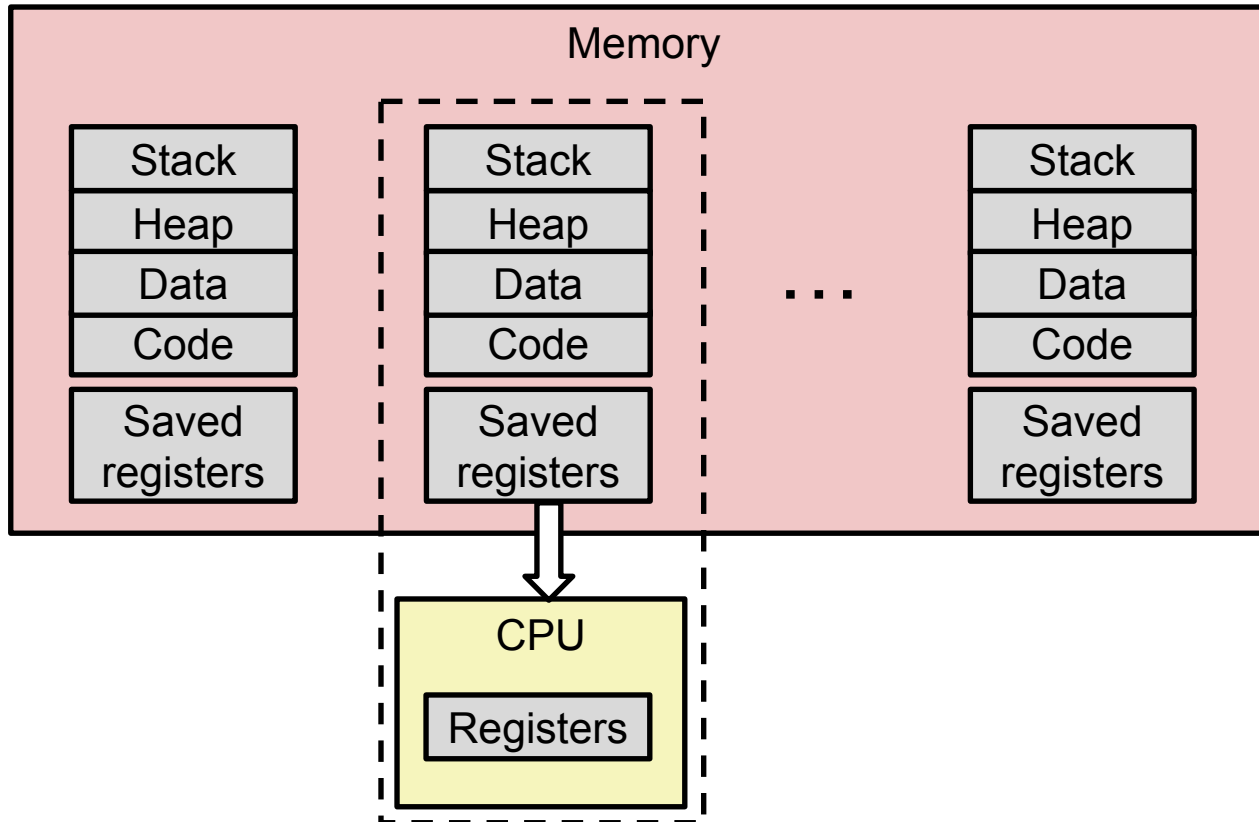 Memory
Stack
Heap
Data
Code
Saved
registers
Stack
Heap
Data
Code
Saved
registers
...
Stack
Heap
Data
Code
Saved
registers
CPU
Registers